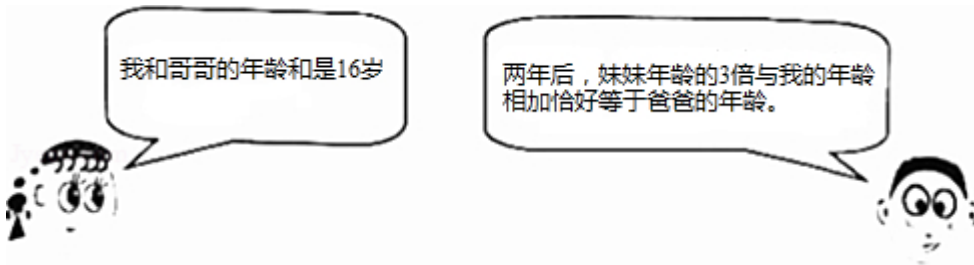 我和哥哥的年龄和是16岁
两年后，妹妹年龄的3倍与我的年龄
相加恰好等于爸爸的年龄。